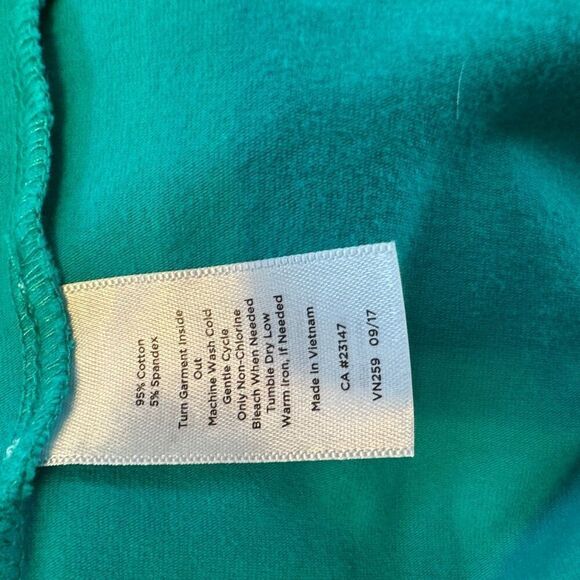 95% Cotton
5% Spandex
Turn Garment Inside
Out
Machine Wash Cold
Gentle Cycle
Only Non-Chlorine
Bleach When Needed
Tumble Dry Low
Warm Iron, If Needed
Made In Vietnam
CA #23147
VN259 09/17